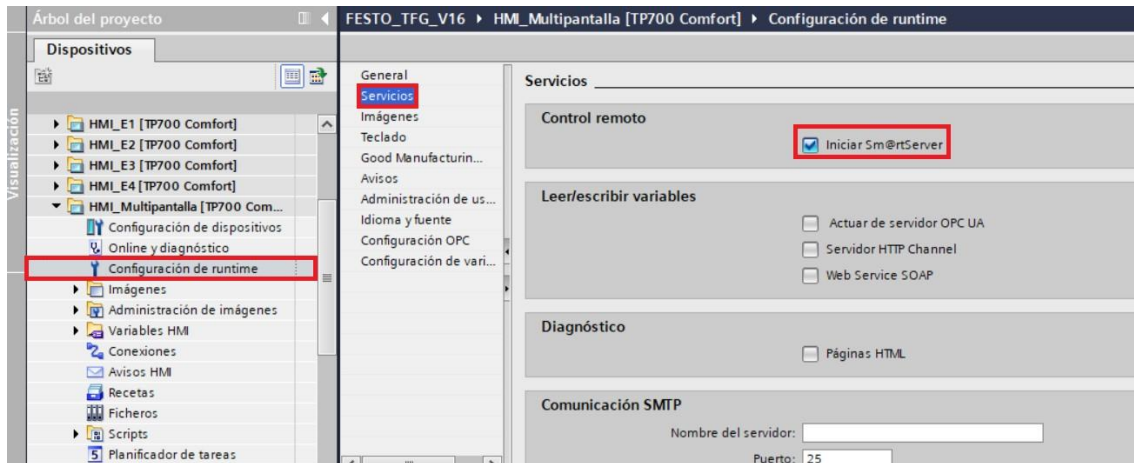 Árbol del proyecto
FESTO_TFG_V16 ▸ HMI_Multipantalla [TP700 Comfort] ▸ Configuración de runtime
Dispositivos
Visualización
HMI_E1 [TP700 Comfort]
HMI_E2 [TP700 Comfort]
HMI_E3 [TP700 Comfort]
HMI_E4 [TP700 Comfort]
HMI_Multipantalla [TP700 Com...
Configuración de dispositivos
Online y diagnóstico
Configuración de runtime
Imágenes
Administración de imágenes
Variables HMI
Conexiones
Avisos HMI
Recetas
Ficheros
Scripts
Planificador de tareas
General
Servicios
Imágenes
Teclado
Good Manufacturin...
Avisos
Administración de us...
Idioma y fuente
Configuración OPC
Configuración de vari...
Servicios
Control remoto
Iniciar Sm@rtServer
Leer/escribir variables
Actuar de servidor OPC UA
Servidor HTTP Channel
Web Service SOAP
Diagnóstico
Páginas HTML
Comunicación SMTP
Nombre del servidor:
Puerto: 25